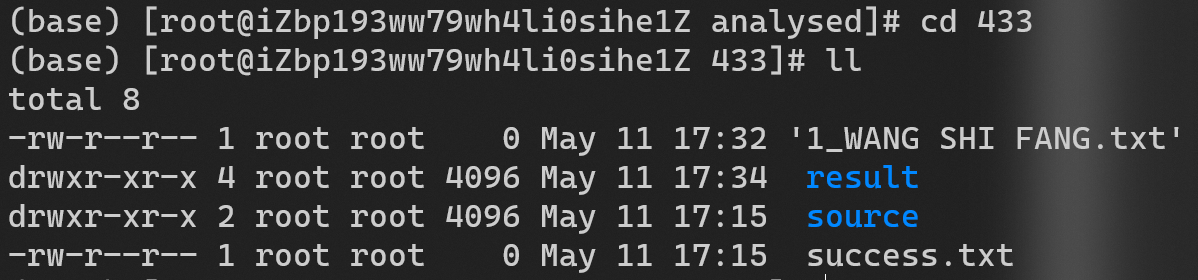 (base) [root@iZbp193ww79wh4li0sihe1Z analysed]# cd 433
(base) [root@iZbp193ww79wh4li0sihe1Z 433]# ll
total 8
-rw-r--r-- 1 root root    0 May 11 17:32 '1_WANG SHI FANG.txt'
drwxr-xr-x 4 root root 4096 May 11 17:34  result
drwxr-xr-x 2 root root 4096 May 11 17:15  source
-rw-r--r-- 1 root root    0 May 11 17:15  success.txt